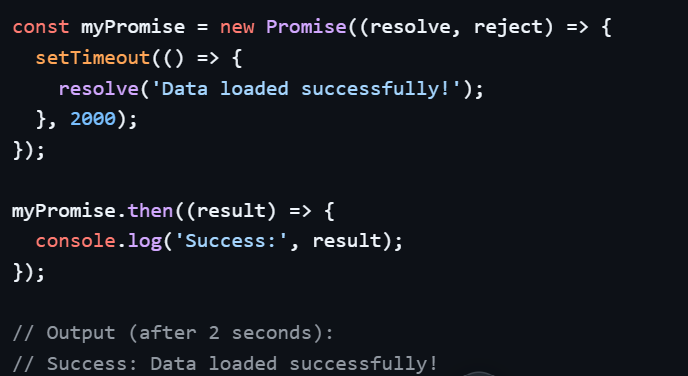 const myPromise = new Promise((resolve, reject) => {
  setTimeout(() => {
    resolve('Data loaded successfully!');
  }, 2000);
});

myPromise.then((result) => {
  console.log('Success:', result);
});

// Output (after 2 seconds):
// Success: Data loaded successfully!